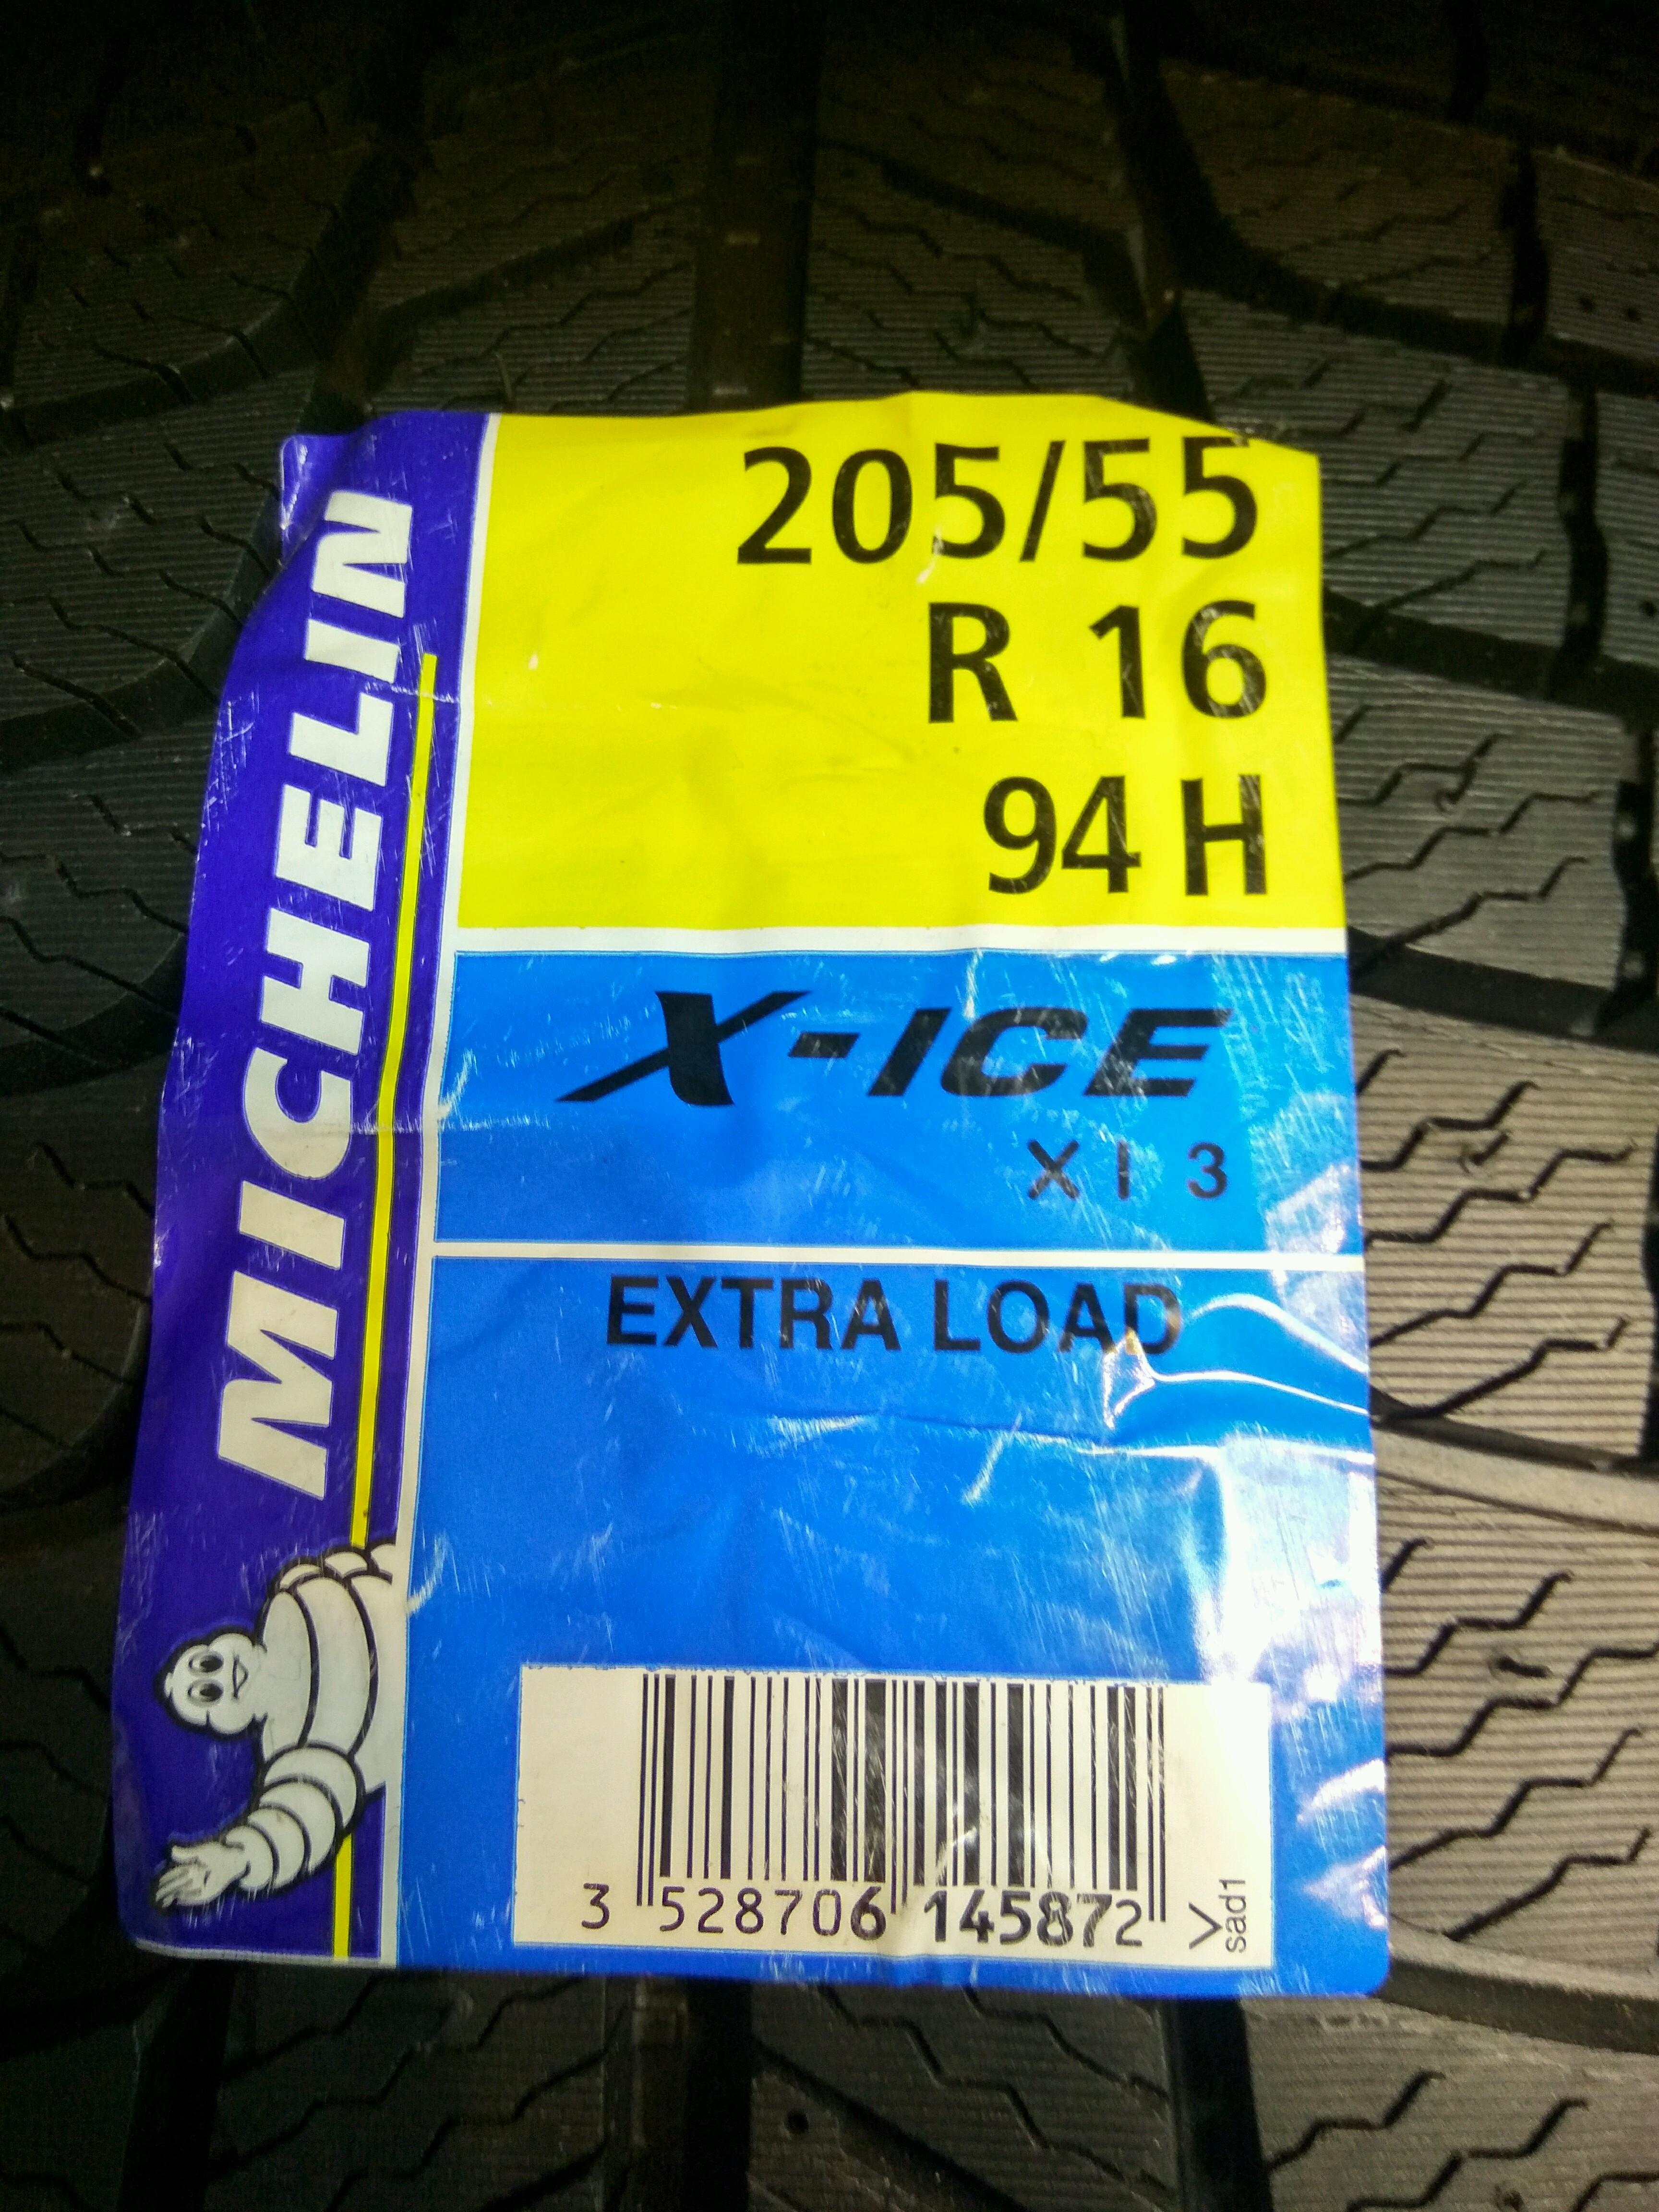 MICHELIN
205/55
R 16
94 H
X-ICE
XI 3
EXTRA LOAD
3 528706 145872
sad1